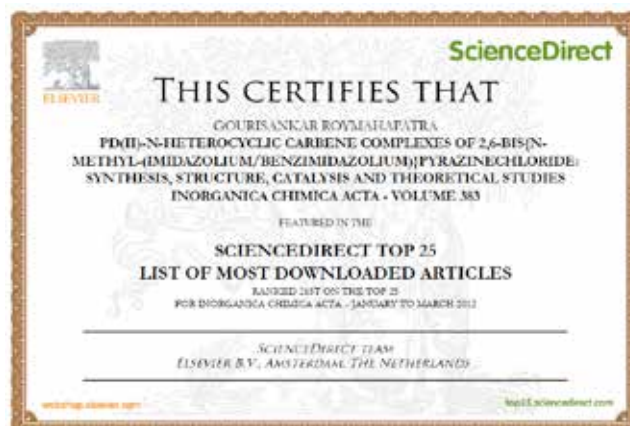 ScienceDirect
ELSEVIER
THIS CERTIFIES THAT
GOURISANKAR ROYMAHAPATRA
PD(II)-N-HETEROCYCLIC CARBENE COMPLEXES OF 2,6-BIS{N-
METHYL-(IMIDAZOLIUM/BENZIMIDAZOLIUM)}PYRAZINECHLORIDE:
SYNTHESIS, STRUCTURE, CATALYSIS AND THEORETICAL STUDIES
INORGANICA CHIMICA ACTA - VOLUME 383
FEATURED IN THE
SCIENCEDIRECT TOP 25
LIST OF MOST DOWNLOADED ARTICLES
RANKED ON THE TOP 25
FOR INORGANICA CHIMICA ACTA - JANUARY TO MARCH 2012
SCIENCEDIRECT TEAM
ELSEVIER B.V., AMSTERDAM, THE NETHERLANDS
top25.sciencedirect.com